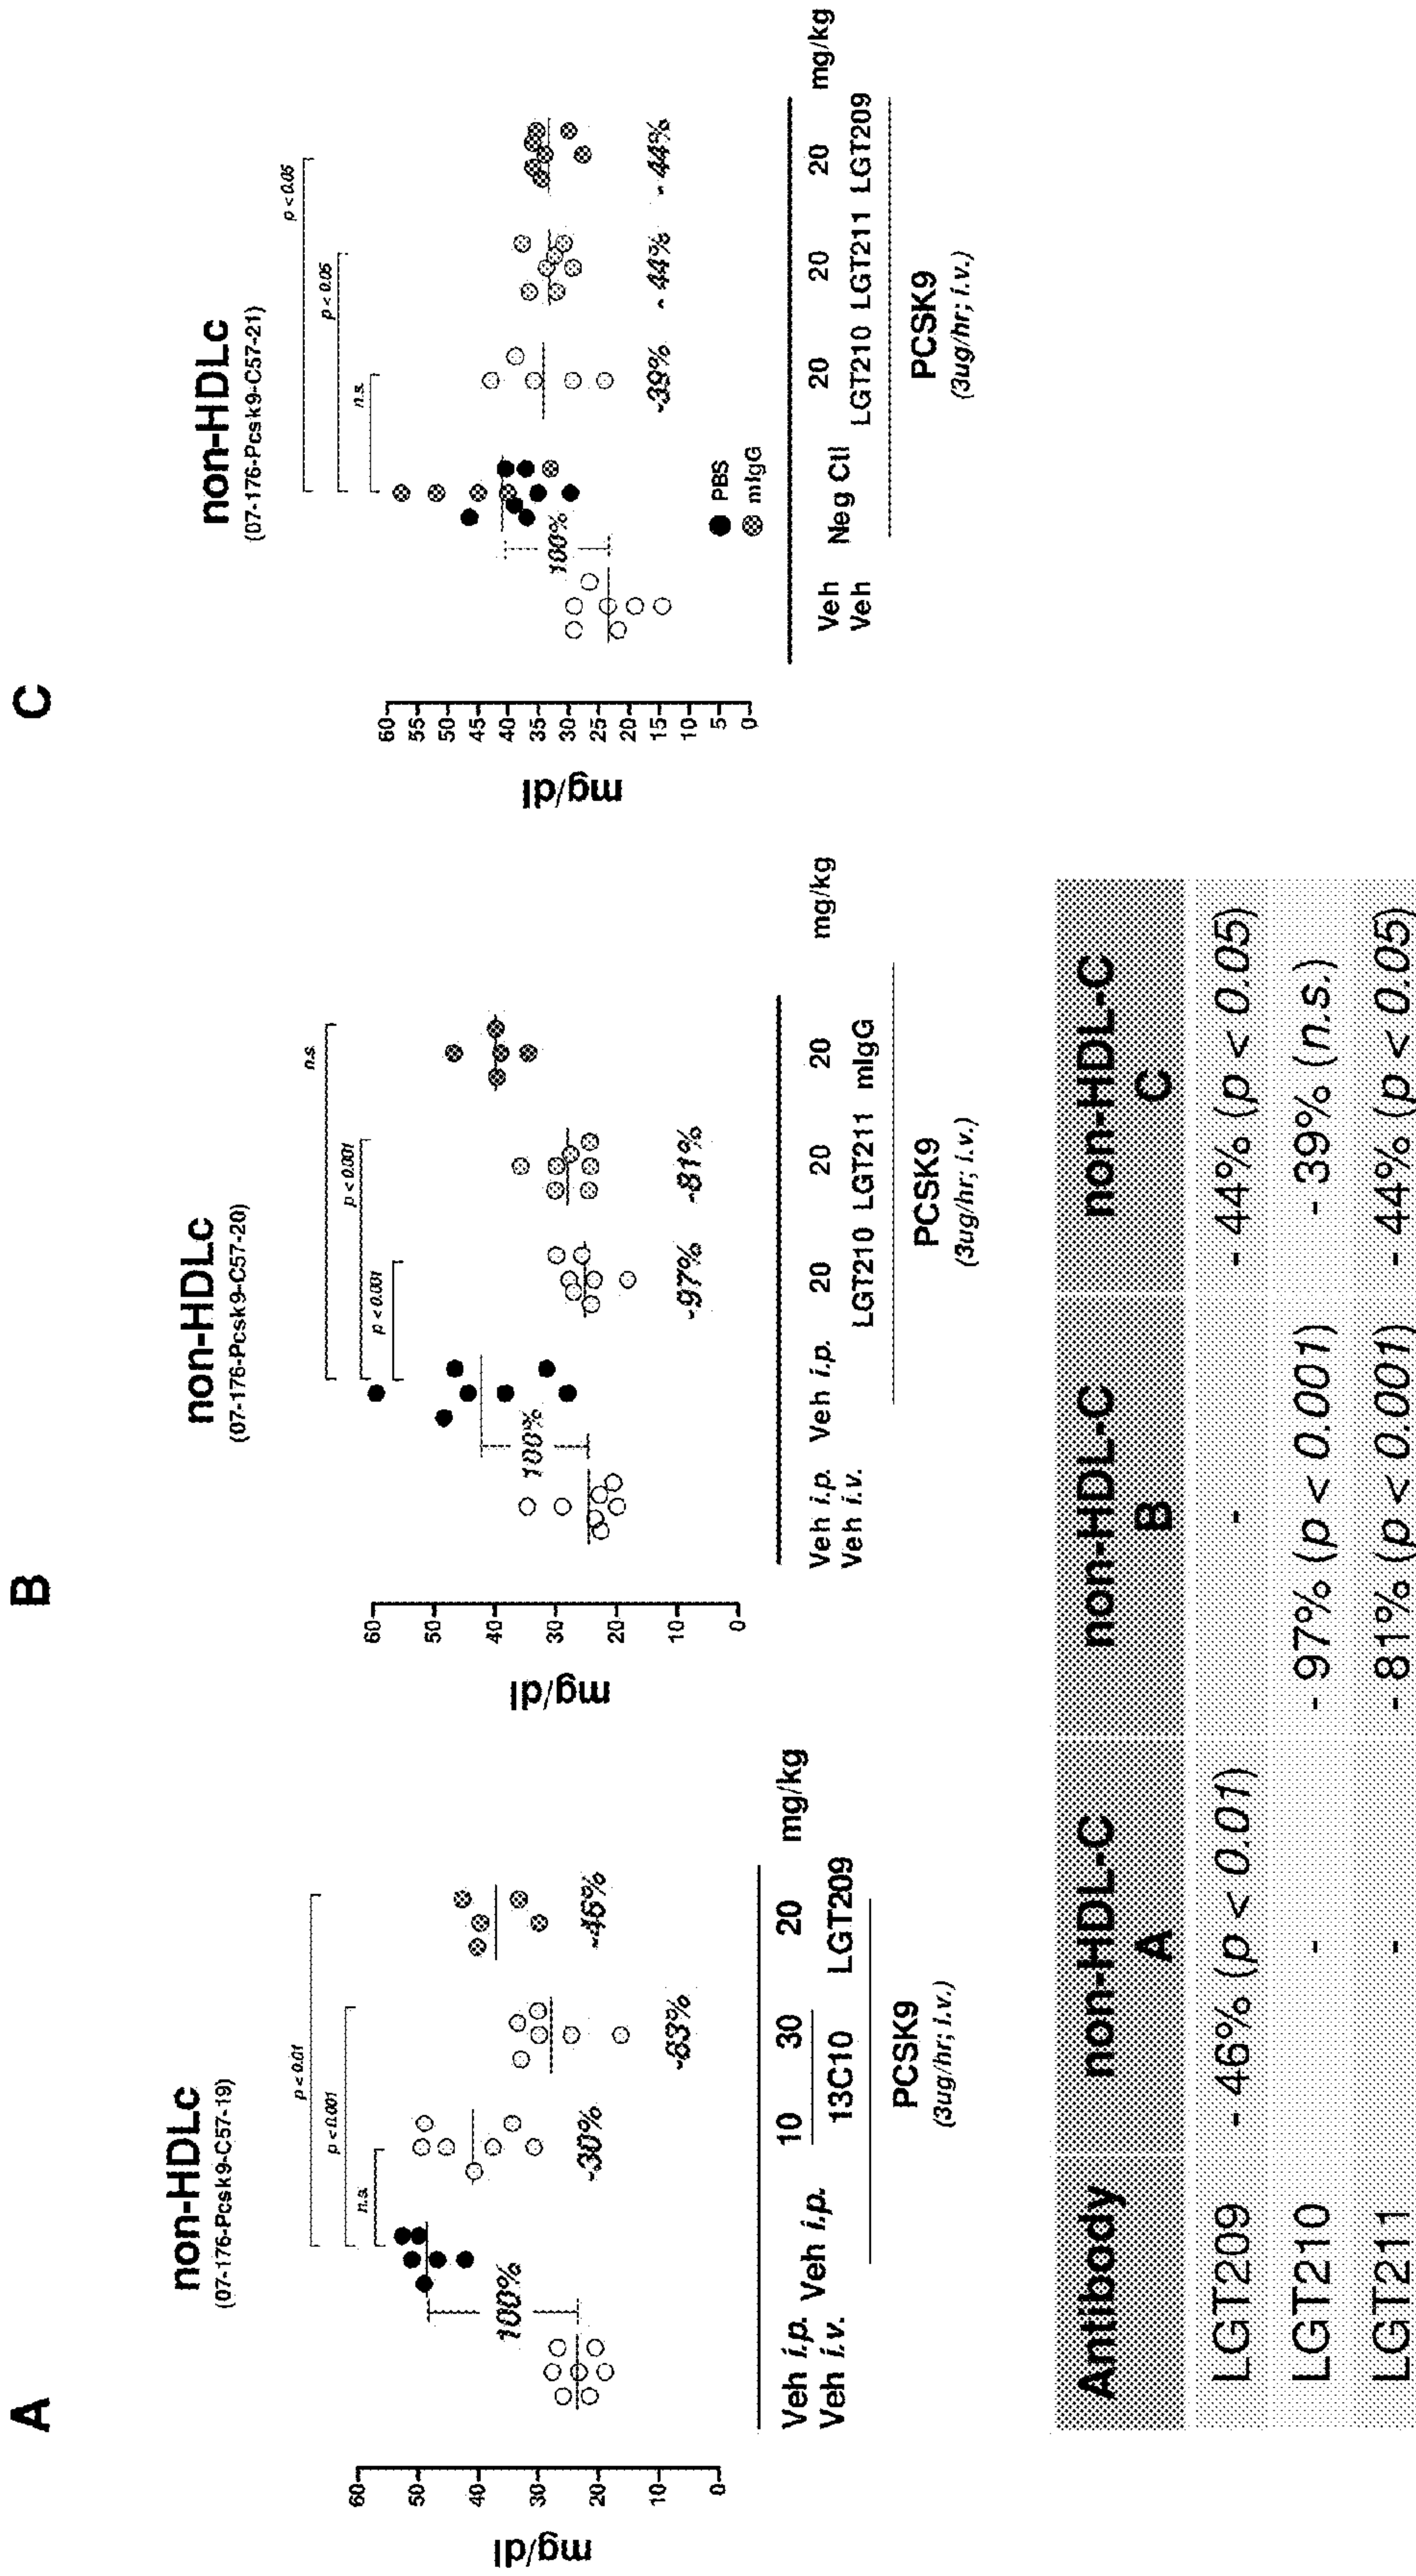 A
non-HDLc
(07-176-Pcsk9-C57-19)
p < 0.01
p < 0.001
n.s.
mg/dl
60
50
40
30
20
10
0
100%
-30%
-46%
Veh i.p. Veh i.p. 10 30 20 mg/kg
Veh i.v. 13C10 LGT209
PCSK9
(3ug/hr; i.v.)
B
non-HDLc
(07-176-Pcsk9-C57-20)
n.s.
p < 0.001
p < 0.001
mg/dl
60
50
40
30
20
10
0
100%
-97%
-81%
Veh i.p. Veh i.p. 20 20 20 mg/kg
Veh i.v. LGT210 LGT211 mIgG
PCSK9
(3ug/hr; i.v.)
C
non-HDLc
(07-176-Pcsk9-C57-21)
p < 0.05
p < 0.05
n.s.
mg/dl
60
55
50
45
40
35
30
25
20
15
10
5
0
100%
-39%
- 44%
- 44%
PBS
mIgG
Veh Neg Ctl 20 20 20 mg/kg
Veh LGT210 LGT211 LGT209
PCSK9
(3ug/hr; i.v.)
Antibody non-HDL-C non-HDL-C non-HDL-C
A B C
LGT209 - 46% (p < 0.01) - - 44% (p < 0.05)
LGT210 - - 97% (p < 0.001) - 39% (n.s.)
LGT211 - - 81% (p < 0.001) - 44% (p < 0.05)